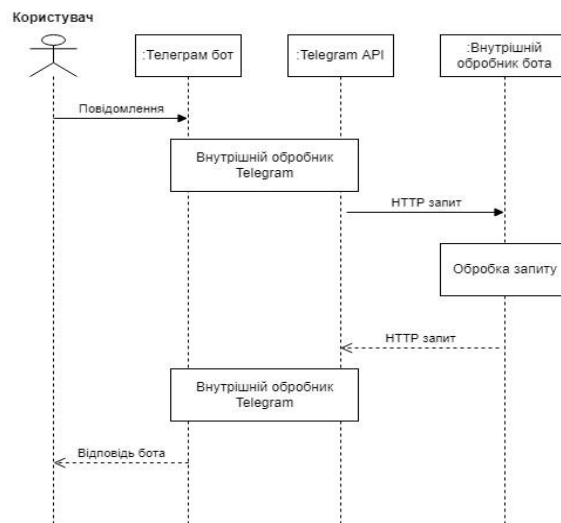 Користувач
:Телеграм бот
:Telegram API
:Внутрішній
обробник бота
Повідомлення
Внутрішній обробник
Telegram
HTTP запит
Обробка запиту
HTTP запит
Внутрішній обробник
Telegram
Відповідь бота